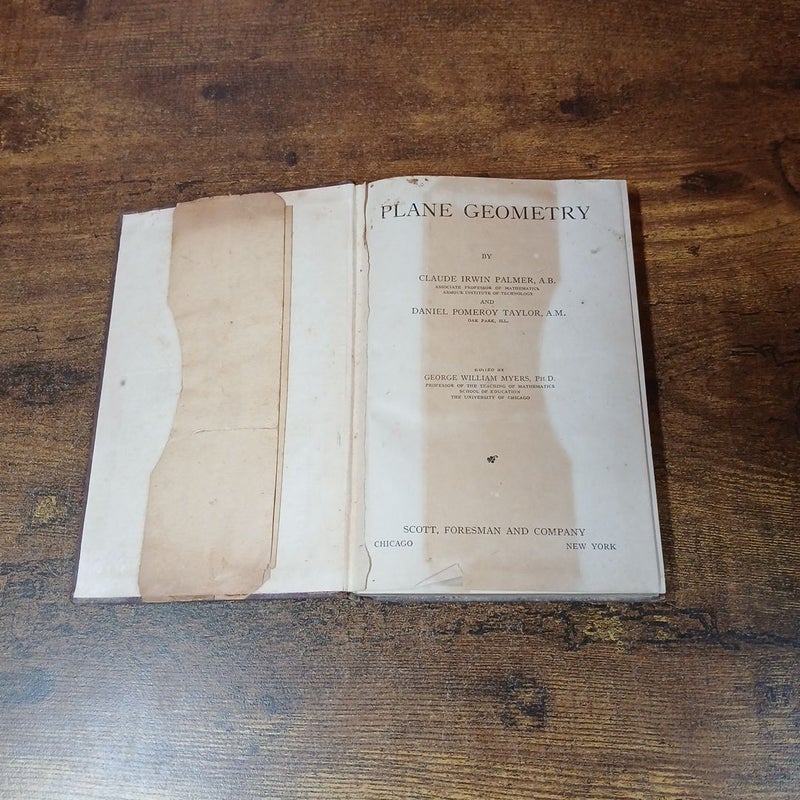 PLANE GEOMETRY
BY
CLAUDE IRWIN PALMER, A.B.
ASSOCIATE PROFESSOR OF MATHEMATICS
ARMOUR INSTITUTE OF TECHNOLOGY
AND
DANIEL POMEROY TAYLOR, A.M.
OAK PARK, ILL.
EDITED BY
GEORGE WILLIAM MYERS, PH.D.
PROFESSOR OF THE TEACHING OF MATHEMATICS
SCHOOL OF EDUCATION
THE UNIVERSITY OF CHICAGO
SCOTT, FORESMAN AND COMPANY
CHICAGO NEW YORK